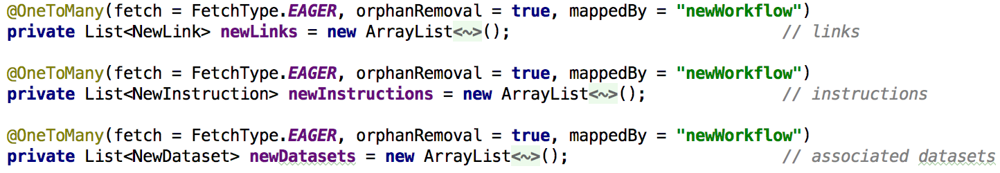 @OneToMany(fetch = FetchType.EAGER, orphanRemoval = true, mappedBy = "newWorkflow")
private List<NewLink> newLinks = new ArrayList<~>(); // links
@OneToMany(fetch = FetchType.EAGER, orphanRemoval = true, mappedBy = "newWorkflow")
private List<NewInstruction> newInstructions = new ArrayList<~>(); // instructions
@OneToMany(fetch = FetchType.EAGER, orphanRemoval = true, mappedBy = "newWorkflow")
private List<NewDataset> newDatasets = new ArrayList<~>(); // associated datasets